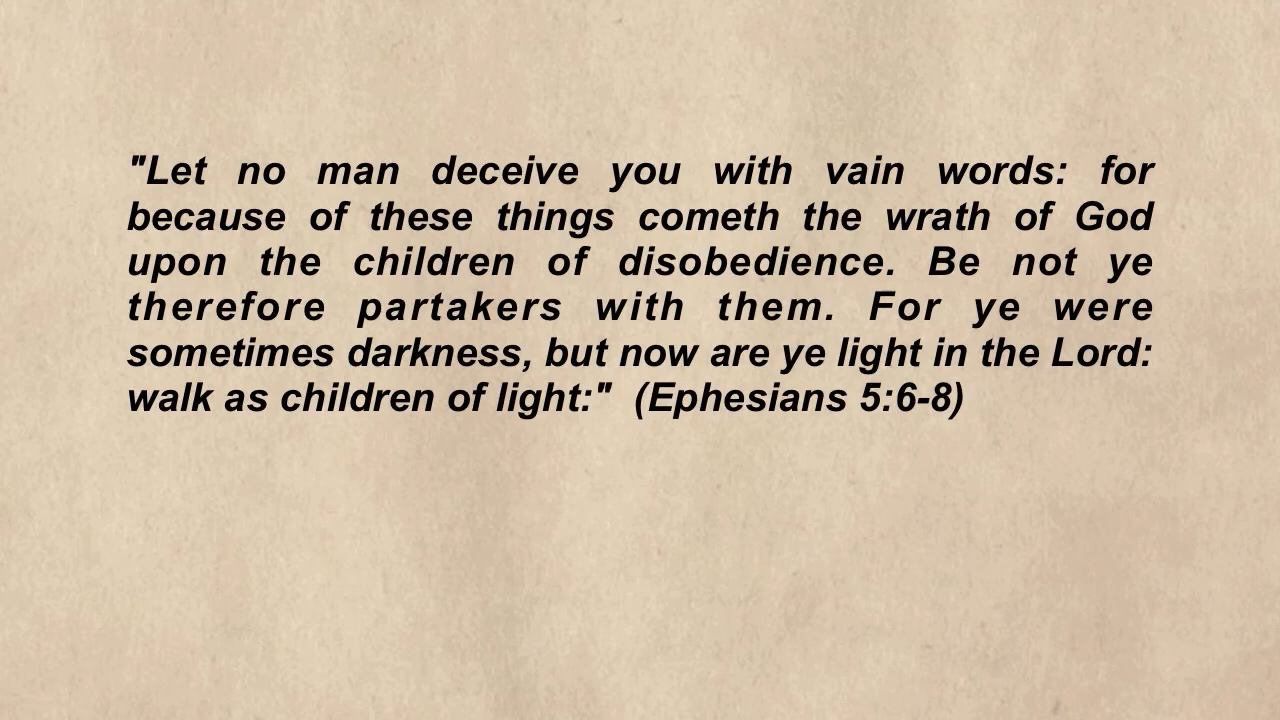 "Let no man deceive you with vain words: for
because of these things cometh the wrath of God
upon the children of disobedience. Be not ye
therefore partakers with them. For ye were
sometimes darkness, but now are ye light in the Lord:
walk as children of light:"  (Ephesians 5:6-8)